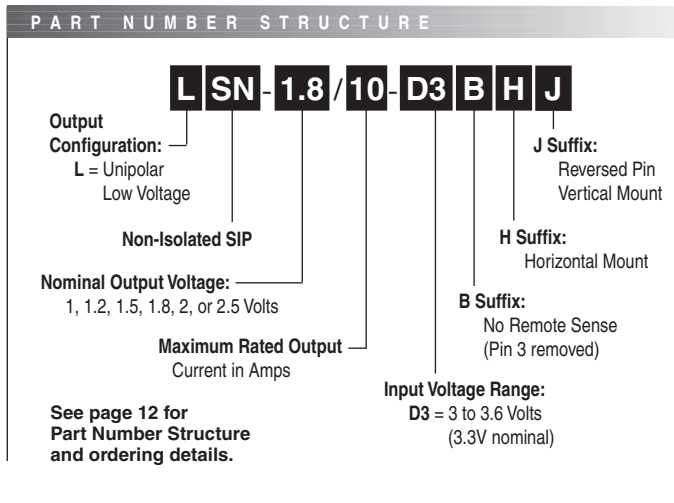 PART NUMBER STRUCTURE
L SN - 1.8 / 10 - D3 B H J
Output
Configuration:
L = Unipolar
Low Voltage
Non-Isolated SIP
Nominal Output Voltage:
1, 1.2, 1.5, 1.8, 2, or 2.5 Volts
Maximum Rated Output
Current in Amps
See page 12 for
Part Number Structure
and ordering details.
J Suffix:
Reversed Pin
Vertical Mount
H Suffix:
Horizontal Mount
B Suffix:
No Remote Sense
(Pin 3 removed)
Input Voltage Range:
D3 = 3 to 3.6 Volts
(3.3V nominal)